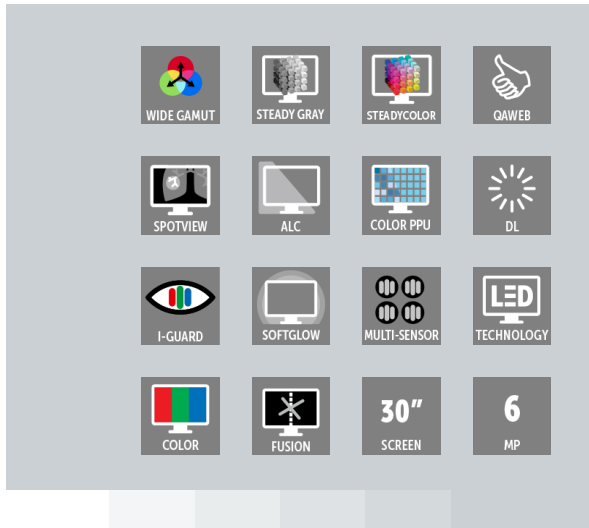 WIDE GAMUT
STEADY GRAY
STEADYCOLOR
QAWEB
SPOTVIEW
ALC
COLOR PPU
DL
I-GUARD
SOFTGLOW
MULTI-SENSOR
LED
TECHNOLOGY
COLOR
FUSION
30"
SCREEN
6
MP